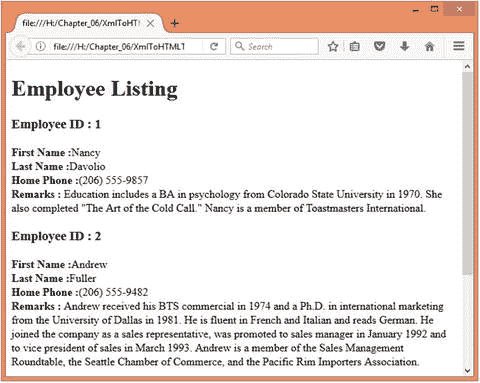 file:///H:/Chapter_06/XmlToHTM
file:///H:/Chapter_06/XmlToHTMLT
Search
Employee Listing
Employee ID : 1
First Name :Nancy
Last Name :Davolio
Home Phone :(206) 555-9857
Remarks : Education includes a BA in psychology from Colorado State University in 1970. She
also completed "The Art of the Cold Call." Nancy is a member of Toastmasters International.
Employee ID : 2
First Name :Andrew
Last Name :Fuller
Home Phone :(206) 555-9482
Remarks : Andrew received his BTS commercial in 1974 and a Ph.D. in international marketing
from the University of Dallas in 1981. He is fluent in French and Italian and reads German. He
joined the company as a sales representative, was promoted to sales manager in January 1992 and
to vice president of sales in March 1993. Andrew is a member of the Sales Management
Roundtable, the Seattle Chamber of Commerce, and the Pacific Rim Importers Association.